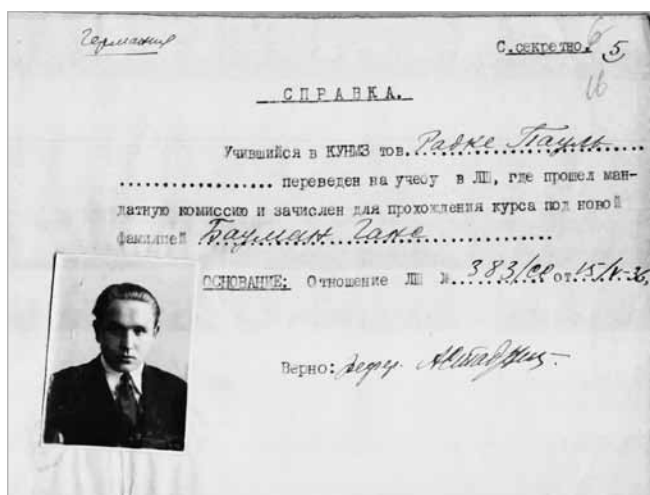 Германия
С.секретно. 5
16
СПРАВКА.
Учившийся в КУНМЗ тов. Радке Пауль
переведен на учебу в ЛШ, где прошел ман-
датную комиссию и зачислен для прохождения курса под новой
фамилией Бауман Ганс
ОСНОВАНИЕ: Отношение ЛШ № 383/сс от 15/V-36,
Верно: рефер.